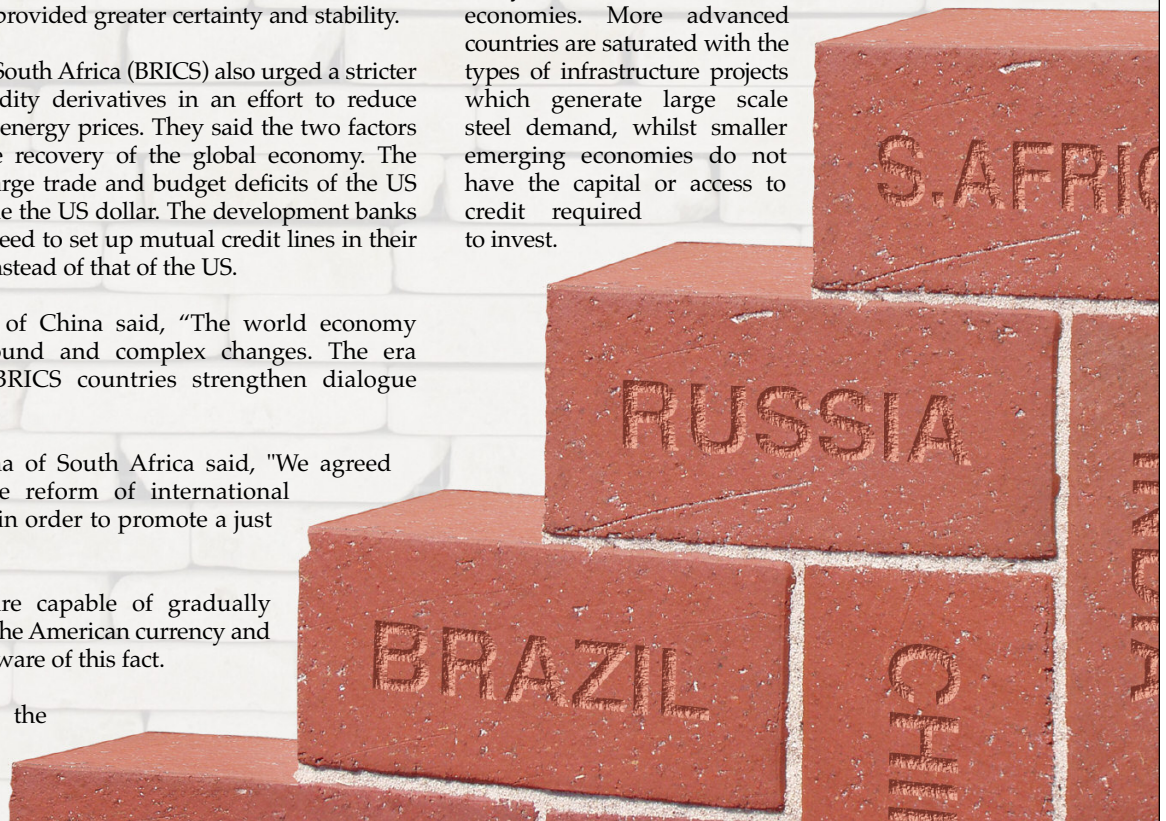 provided greater certainty and stability.
South Africa (BRICS) also urged a stricter
dity derivatives in an effort to reduce
energy prices. They said the two factors
e recovery of the global economy. The
arge trade and budget deficits of the US
e the US dollar. The development banks
eed to set up mutual credit lines in their
nstead of that of the US.
of China said, “The world economy
ound and complex changes. The era
BRICS countries strengthen dialogue
a of South Africa said, "We agreed
e reform of international
in order to promote a just
re capable of gradually
he American currency and
ware of this fact.
the
economies. More advanced
countries are saturated with the
types of infrastructure projects
which generate large scale
steel demand, whilst smaller
emerging economies do not
have the capital or access to
credit required
to invest.
S.AFRIC
RUSSIA
INDIA
BRAZIL
CHI